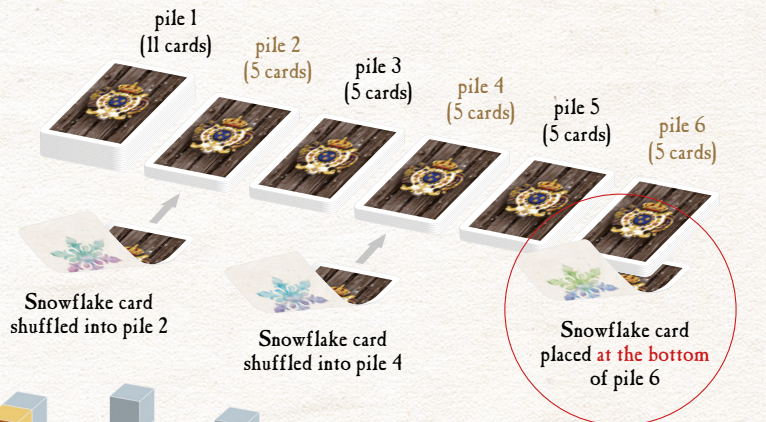 pile 1
(11 cards)
pile 2
(5 cards)
pile 3
(5 cards)
pile 4
(5 cards)
pile 5
(5 cards)
pile 6
(5 cards)
Snowflake card
shuffled into pile 2
Snowflake card
shuffled into pile 4
Snowflake card
placed at the bottom
of pile 6